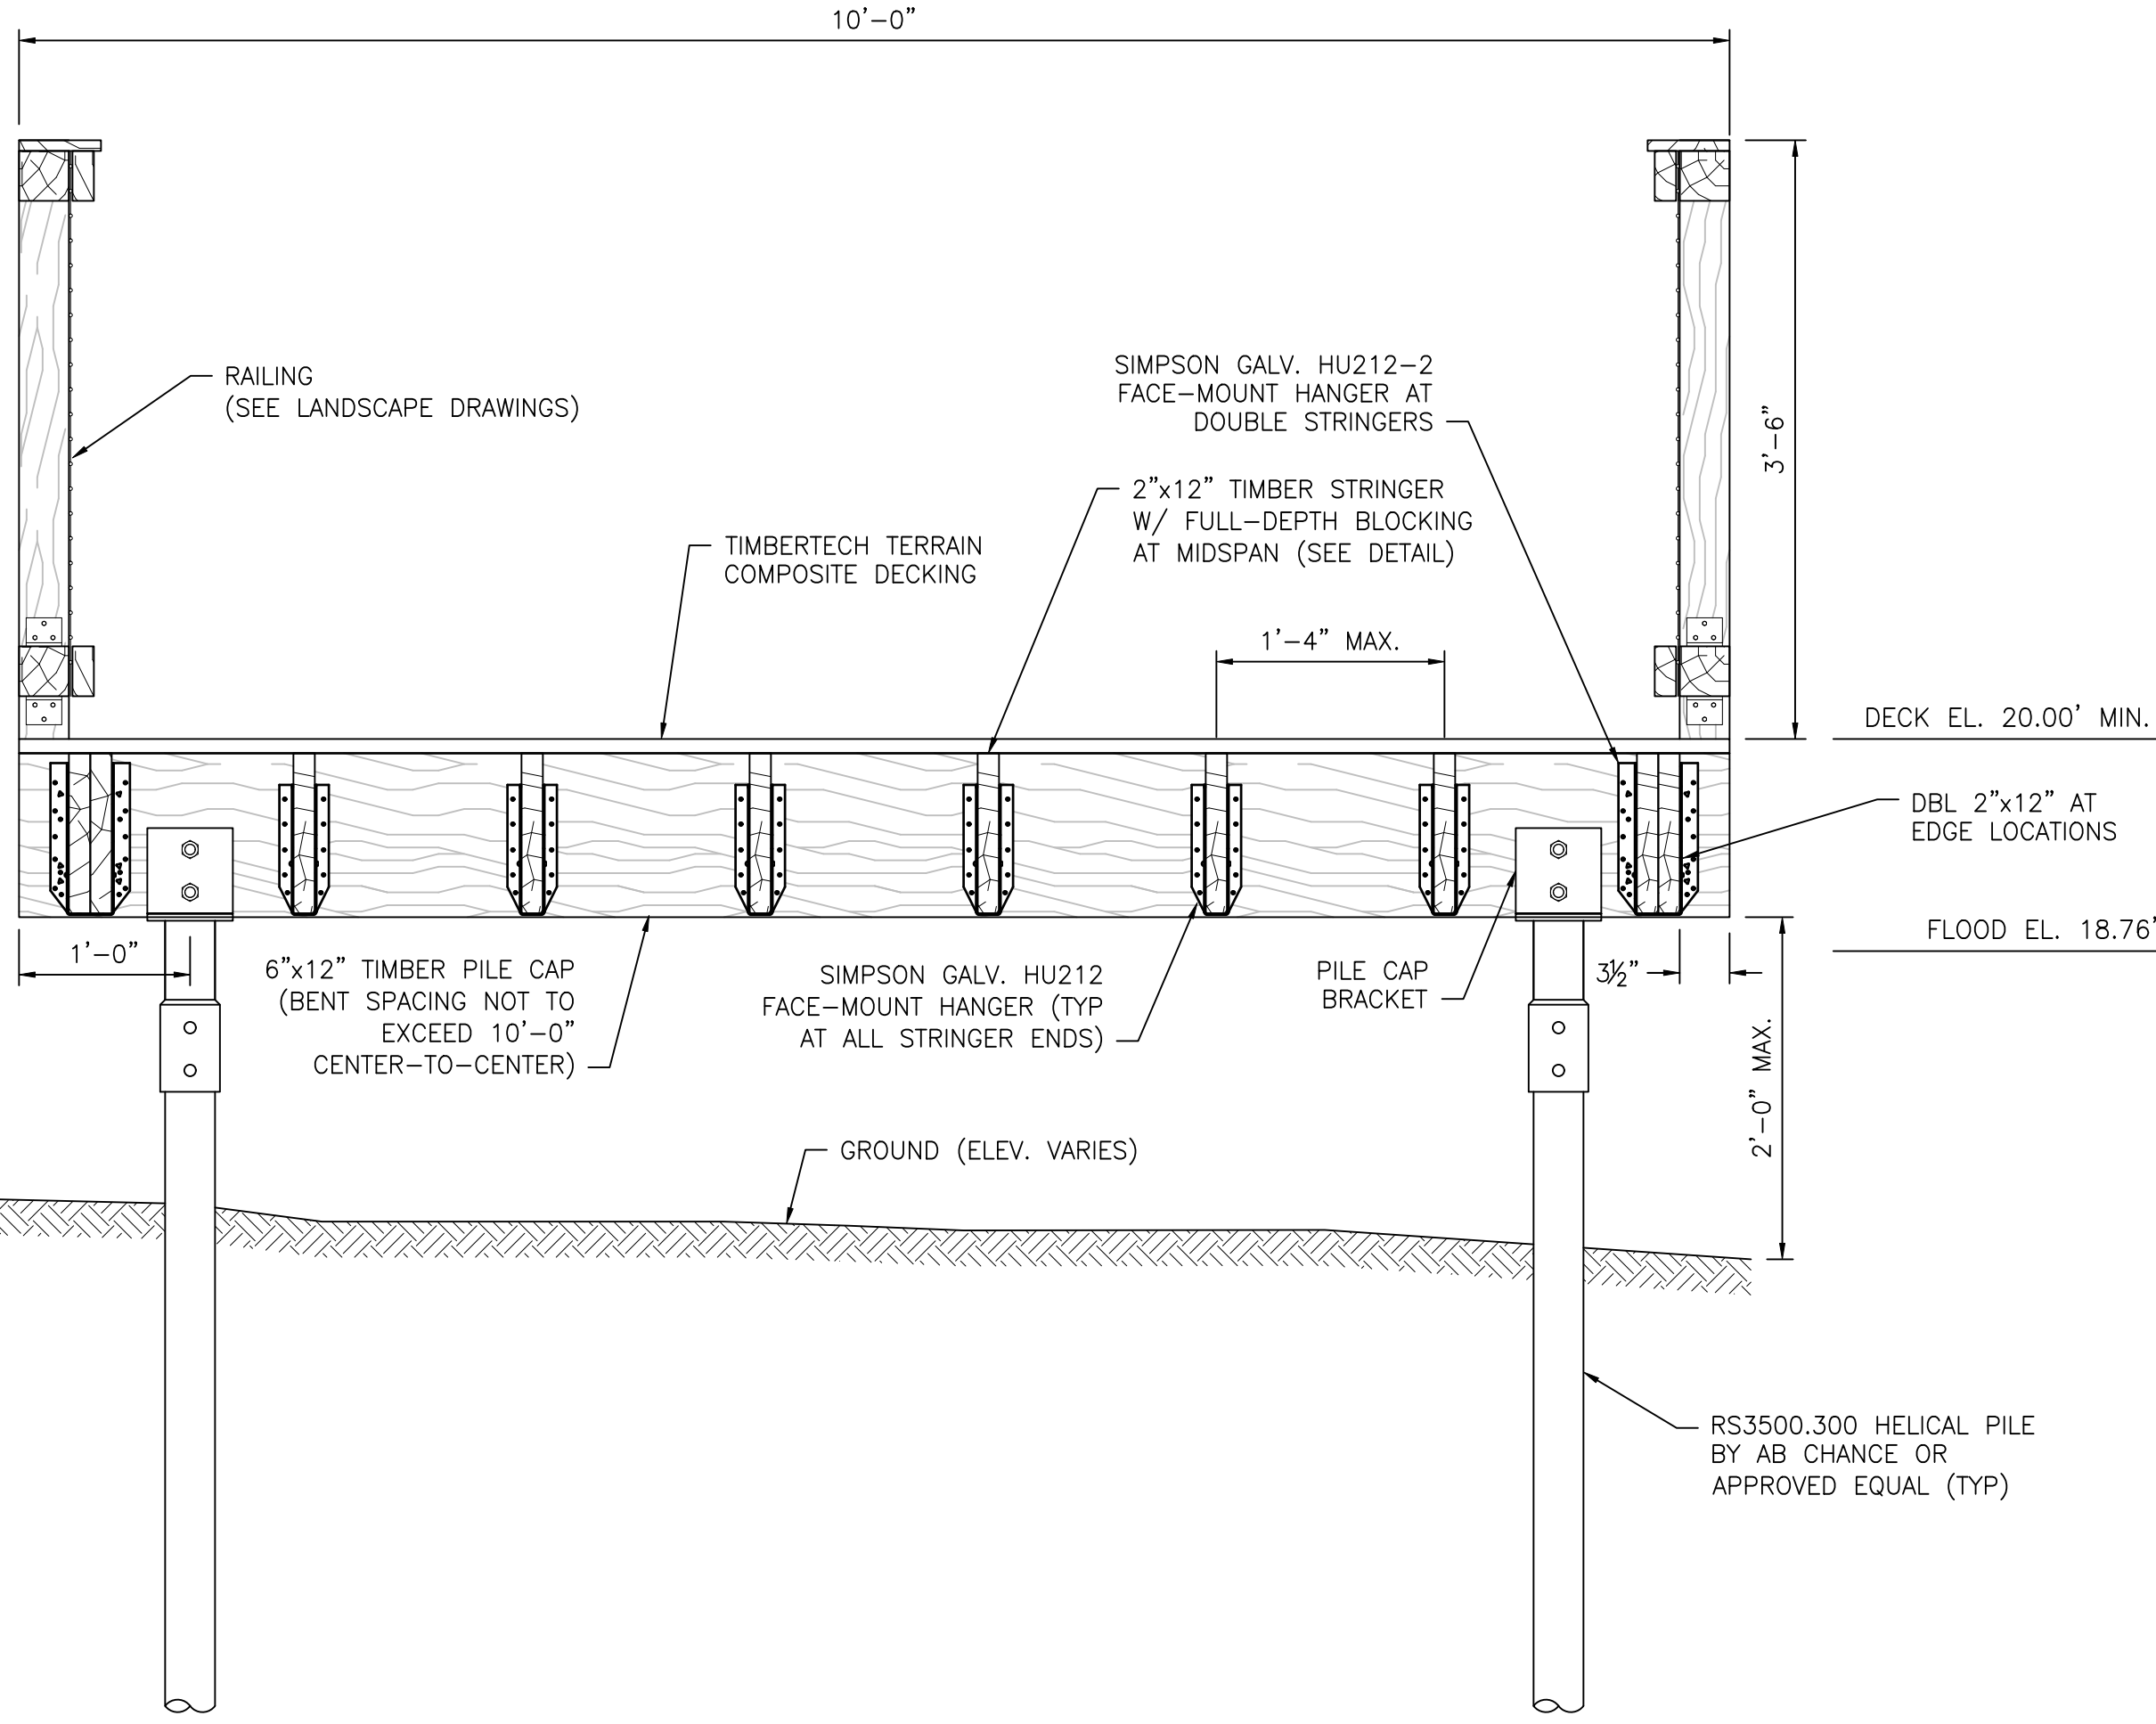 10'-0"
RAILING
(SEE LANDSCAPE DRAWINGS)
SIMPSON GALV. HU212-2
FACE-MOUNT HANGER AT
DOUBLE STRINGERS
3'-6"
2"x12" TIMBER STRINGER
W/ FULL-DEPTH BLOCKING
AT MIDSPAN (SEE DETAIL)
TIMBERTECH TERRAIN
COMPOSITE DECKING
1'-4" MAX.
DECK EL. 20.00' MIN.
DBL 2"x12" AT
EDGE LOCATIONS
FLOOD EL. 18.76'
1'-0"
6"x12" TIMBER PILE CAP
(BENT SPACING NOT TO
EXCEED 10'-0"
CENTER-TO-CENTER)
SIMPSON GALV. HU212
FACE-MOUNT HANGER (TYP
AT ALL STRINGER ENDS)
PILE CAP
BRACKET
3½"
2'-0" MAX.
GROUND (ELEV. VARIES)
RS3500.300 HELICAL PILE
BY AB CHANCE OR
APPROVED EQUAL (TYP)